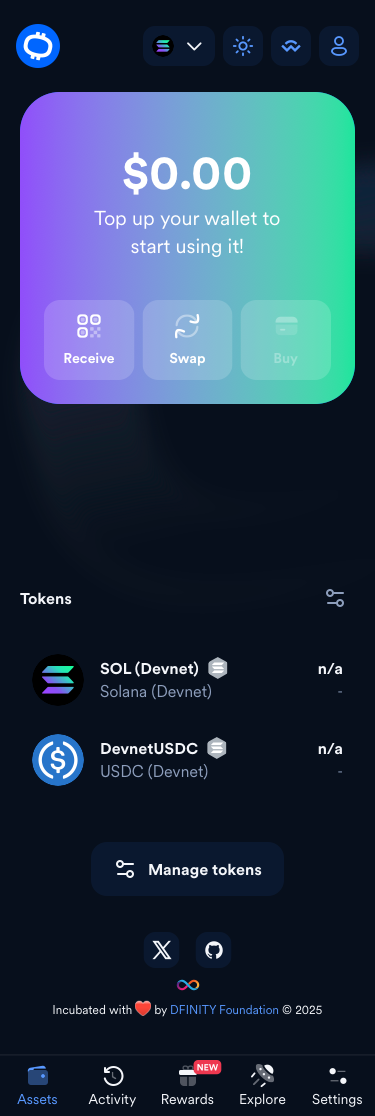 $0.00
Top up your wallet to
start using it!
Receive Swap Buy
Tokens
SOL (Devnet) n/a
Solana (Devnet) -
DevnetUSDC n/a
USDC (Devnet) -
Manage tokens
Incubated with ❤️ by DFINITY Foundation © 2025
NEW
Assets Activity Rewards Explore Settings